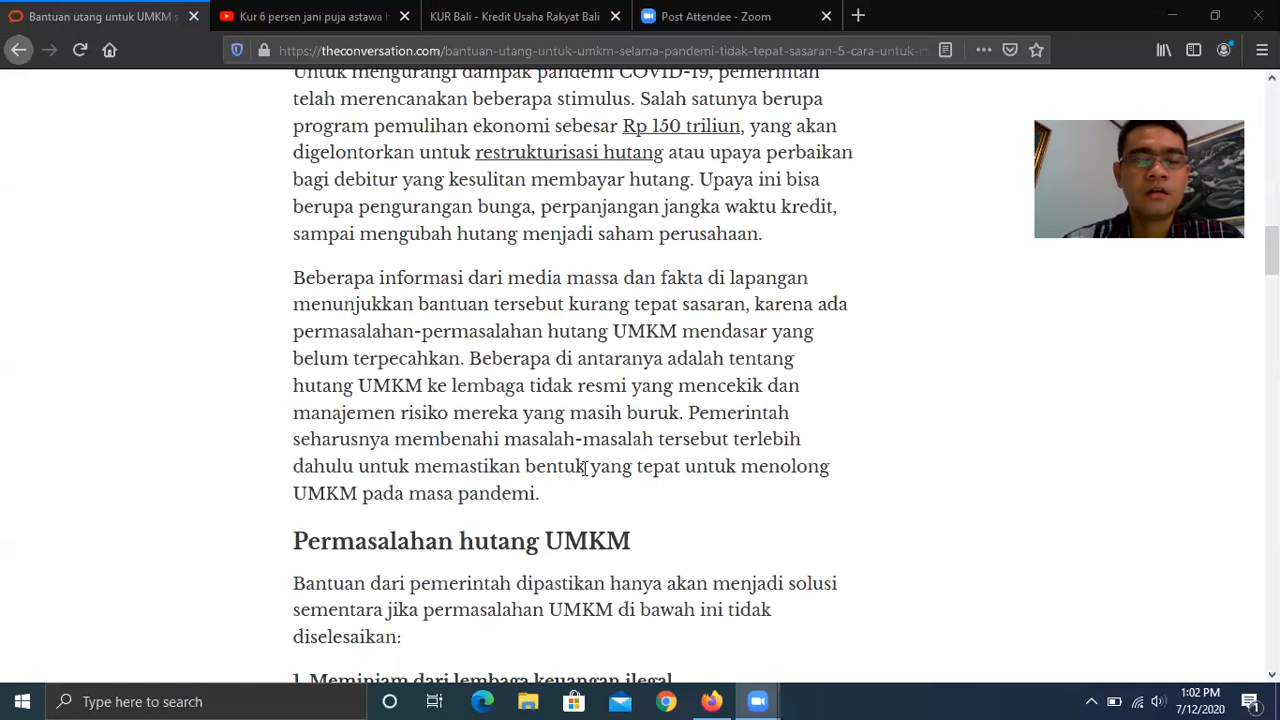 Bantuan utang untuk UMKM s
Kur 6 persen jani puja astawa
KUR Bali - Kredit Usaha Rakyat Bali
Post Attendee - Zoom
https://theconversation.com/bantuan-utang-untuk-umkm-selama-pandemi-tidak-tepat-sasaran-5-cara-untuk-m
Untuk mengurangi dampak pandemi COVID-19, pemerintah
telah merencanakan beberapa stimulus. Salah satunya berupa
program pemulihan ekonomi sebesar Rp 150 triliun, yang akan
digelontorkan untuk restrukturisasi hutang atau upaya perbaikan
bagi debitur yang kesulitan membayar hutang. Upaya ini bisa
berupa pengurangan bunga, perpanjangan jangka waktu kredit,
sampai mengubah hutang menjadi saham perusahaan.
Beberapa informasi dari media massa dan fakta di lapangan
menunjukkan bantuan tersebut kurang tepat sasaran, karena ada
permasalahan-permasalahan hutang UMKM mendasar yang
belum terpecahkan. Beberapa di antaranya adalah tentang
hutang UMKM ke lembaga tidak resmi yang mencekik dan
manajemen risiko mereka yang masih buruk. Pemerintah
seharusnya membenahi masalah-masalah tersebut terlebih
dahulu untuk memastikan bentuk yang tepat untuk menolong
UMKM pada masa pandemi.
Permasalahan hutang UMKM
Bantuan dari pemerintah dipastikan hanya akan menjadi solusi
sementara jika permasalahan UMKM di bawah ini tidak
diselesaikan:
1. Meminjam dari lembaga keuangan ilegal
Type here to search
1:02 PM
7/12/2020
1